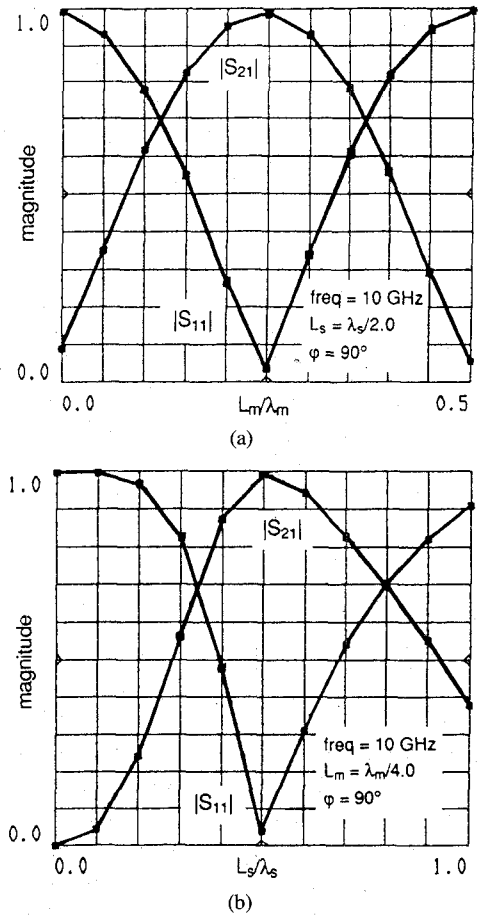 1.0
|S21|
magnitude
|S11|
freq = 10 GHz
Ls = λs/2.0
φ = 90°
0.0
0.0
Lm/λm
0.5
(a)
1.0
|S21|
magnitude
freq = 10 GHz
Lm = λm/4.0
φ = 90°
|S11|
0.0
0.0
Ls/λs
1.0
(b)